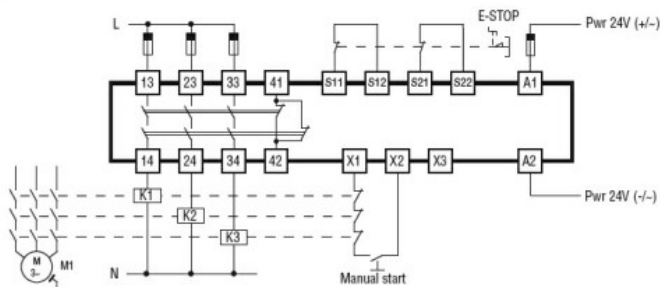 L
E-STOP
Pwr 24V (+/~)
13 23 33 41 S11 S12 S21 S22 A1
14 24 34 42 X1 X2 X3 A2
K1
Pwr 24V (-/~)
K2
K3
M
3~
M1
N
Manual start